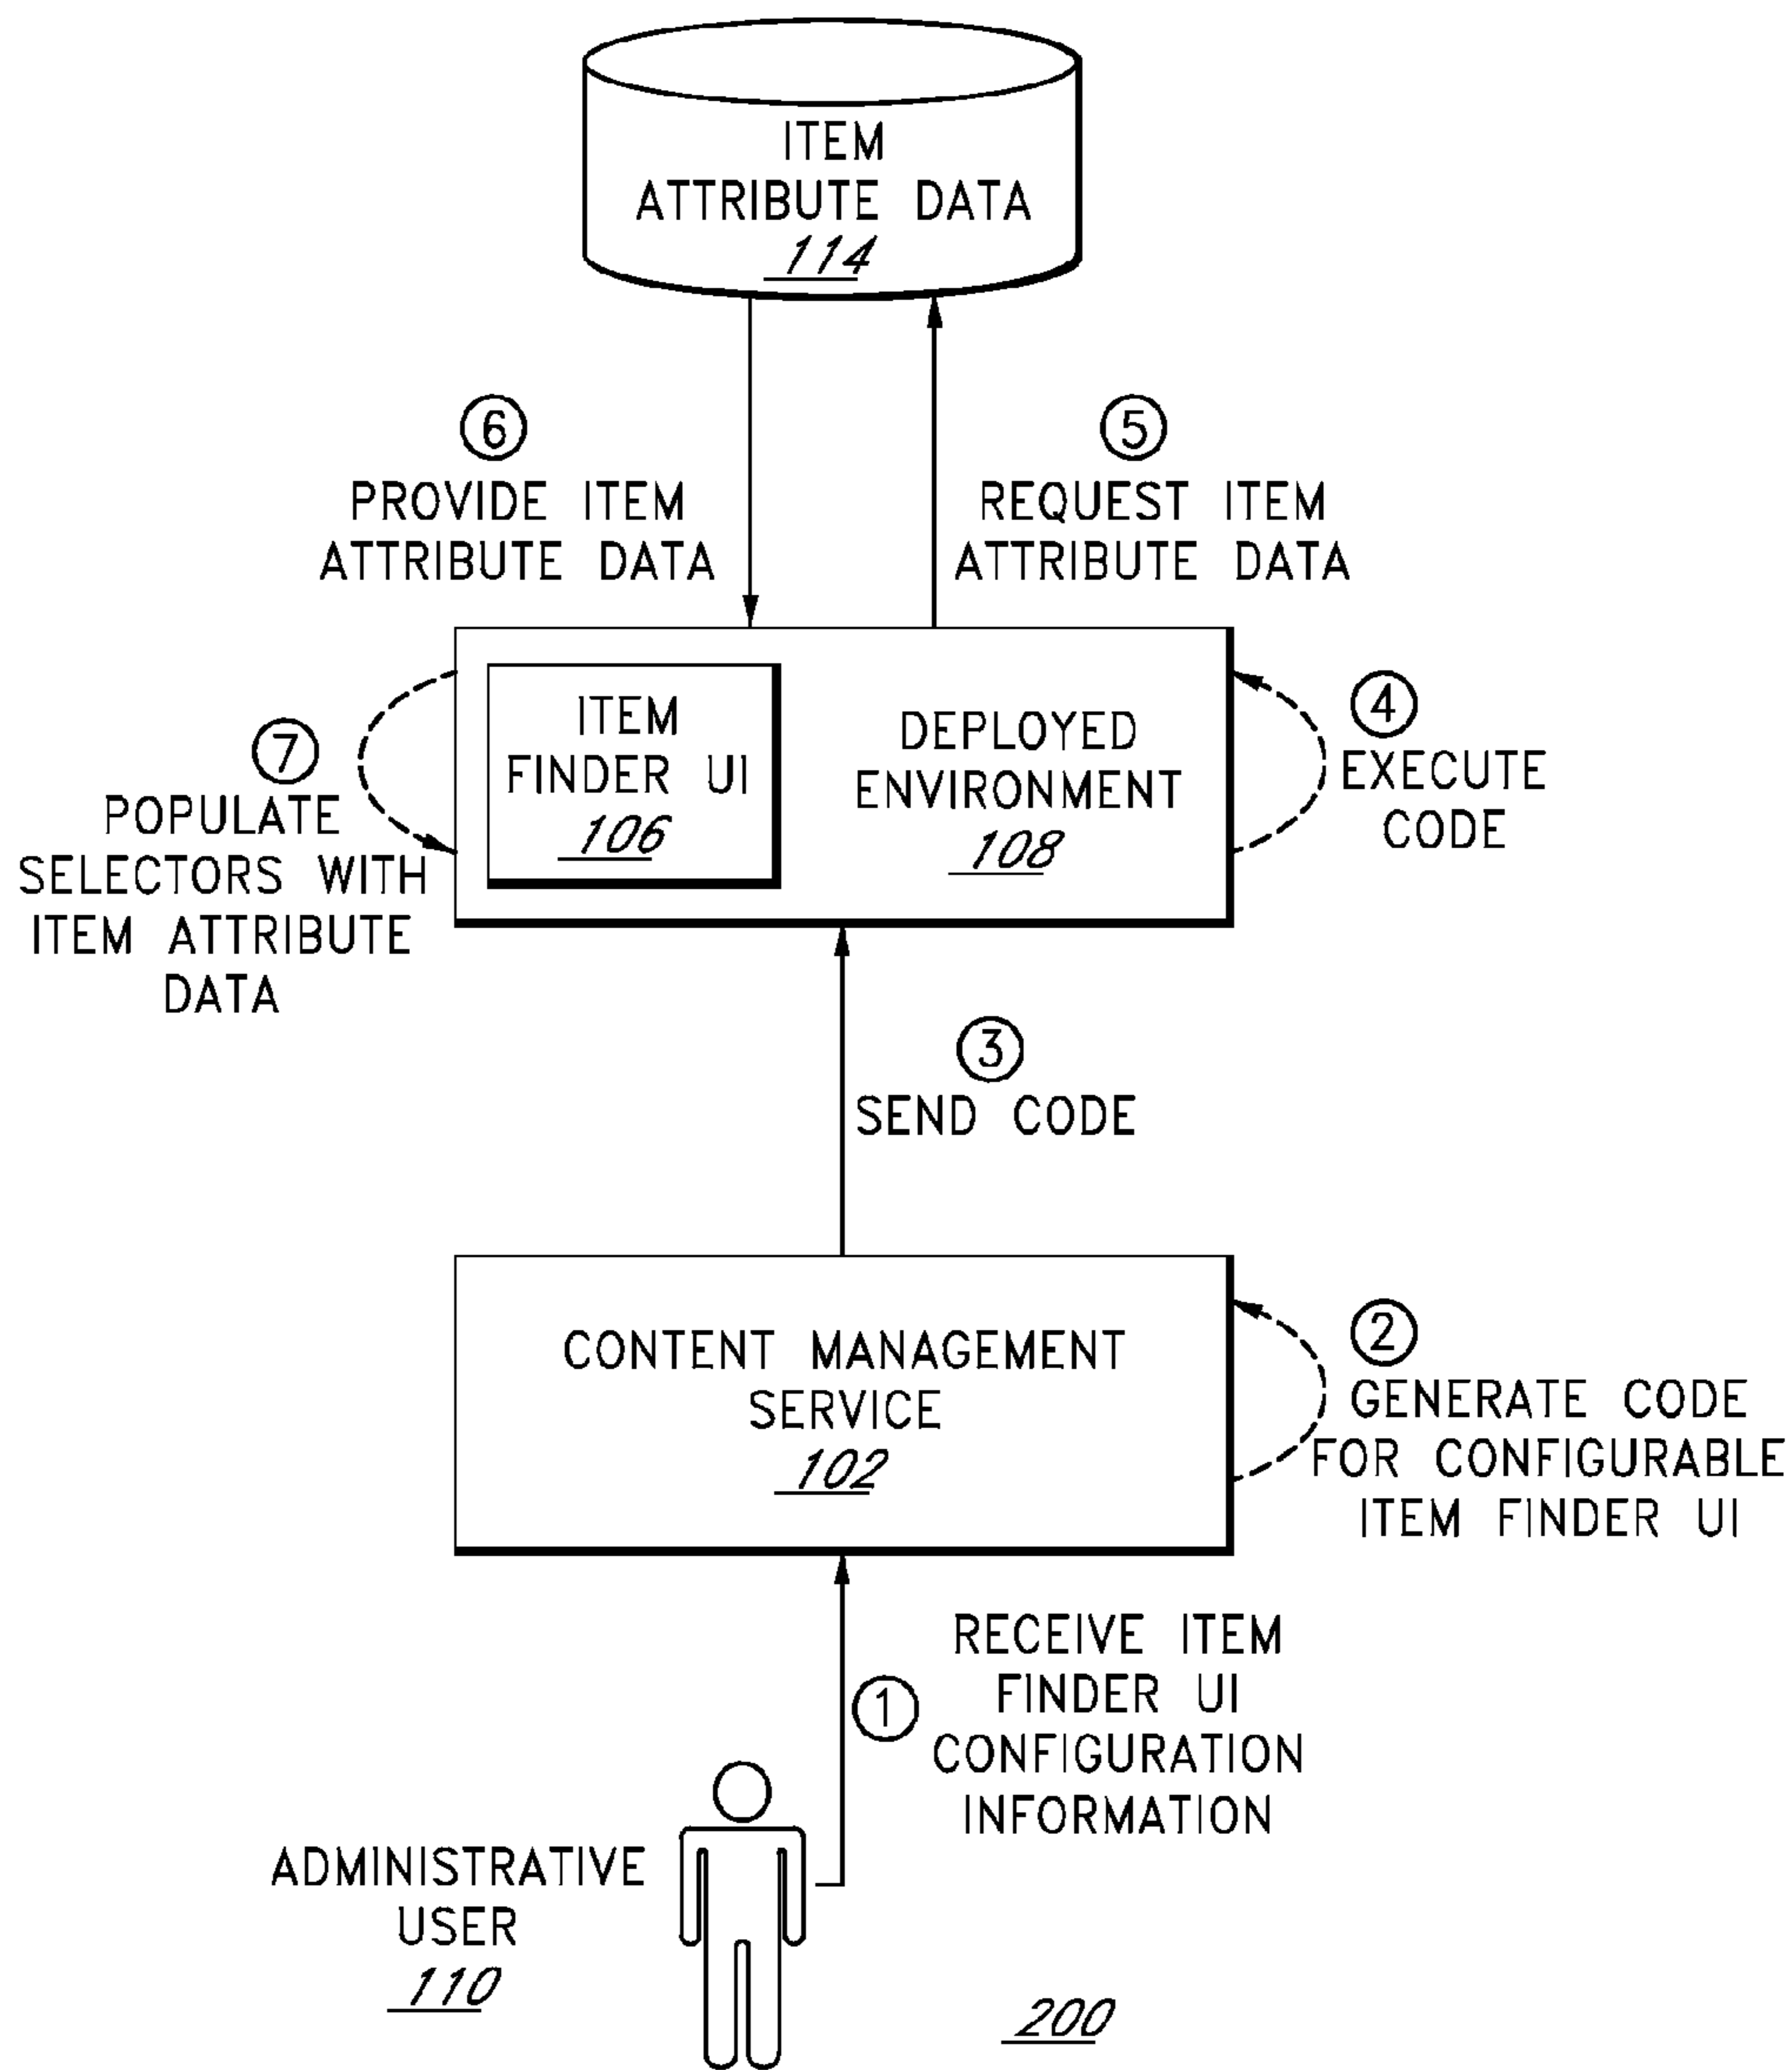 ITEM
ATTRIBUTE DATA
114
6
PROVIDE ITEM
ATTRIBUTE DATA
5
REQUEST ITEM
ATTRIBUTE DATA
ITEM
FINDER UI
106
DEPLOYED
ENVIRONMENT
108
4
EXECUTE
CODE
7
POPULATE
SELECTORS WITH
ITEM ATTRIBUTE
DATA
3
SEND CODE
CONTENT MANAGEMENT
SERVICE
102
2
GENERATE CODE
FOR CONFIGURABLE
ITEM FINDER UI
1
RECEIVE ITEM
FINDER UI
CONFIGURATION
INFORMATION
ADMINISTRATIVE
USER
110
200